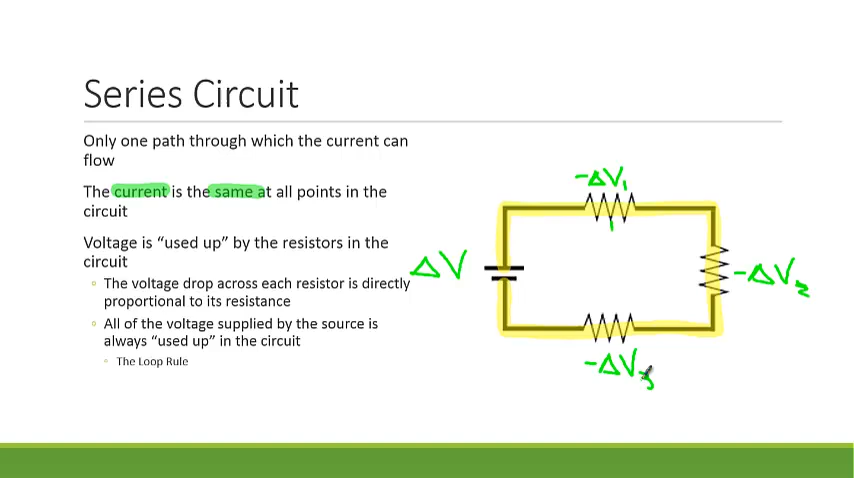 Series Circuit
Only one path through which the current can
flow
The current is the same at all points in the
circuit
Voltage is “used up” by the resistors in the
circuit
◦ The voltage drop across each resistor is directly
proportional to its resistance
◦ All of the voltage supplied by the source is
always “used up” in the circuit
◦ The Loop Rule
-ΔV₁
ΔV
-ΔV₂
-ΔV₃